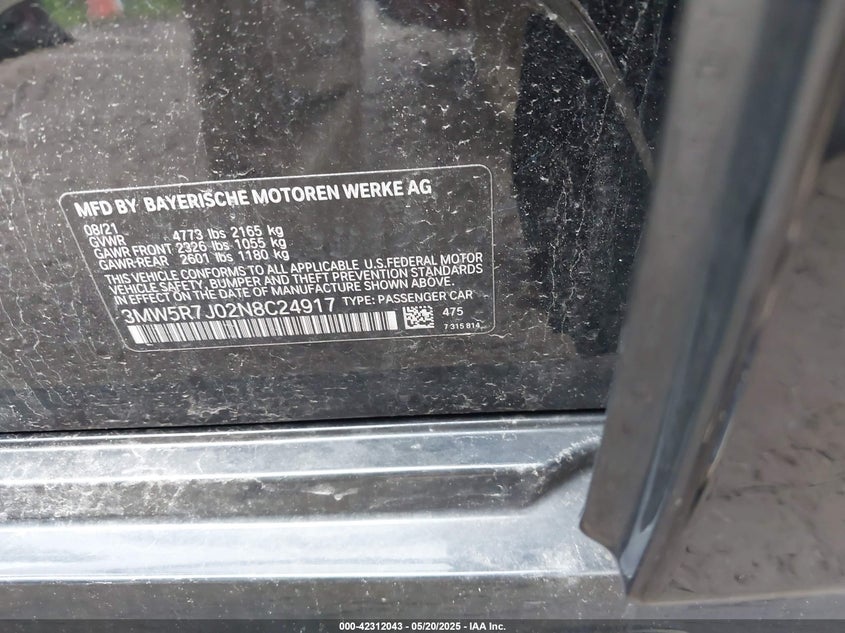 MFD BY BAYERISCHE MOTOREN WERKE AG
08/21
GVWR 4773 lbs 2165 kg
GAWR FRONT 2326 lbs 1055 kg
GAWR-REAR 2601 lbs 1180 kg
THIS VEHICLE CONFORMS TO ALL APPLICABLE U.S.FEDERAL MOTOR
VEHICLE SAFETY, BUMPER AND THEFT PREVENTION STANDARDS
IN EFFECT ON THE DATE OF MANUFACTURE SHOWN ABOVE.
3MW5R7J02N8C24917 TYPE: PASSENGER CAR
475
7 315 814
000-42312043 - 05/20/2025 - IAA Inc.